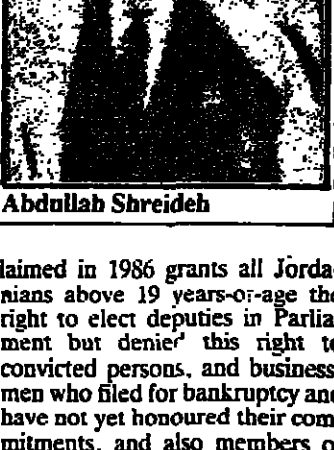 Abdullah Shreideh
laimed in 1986 grants all Jorda-
nians above 19 years-of-age the
right to elect deputies in Parlia-
ment but denied this right to
convicted persons, and business-
men who filed for bankruptcy and
have not yet honoured their com-
mitments, and also members of